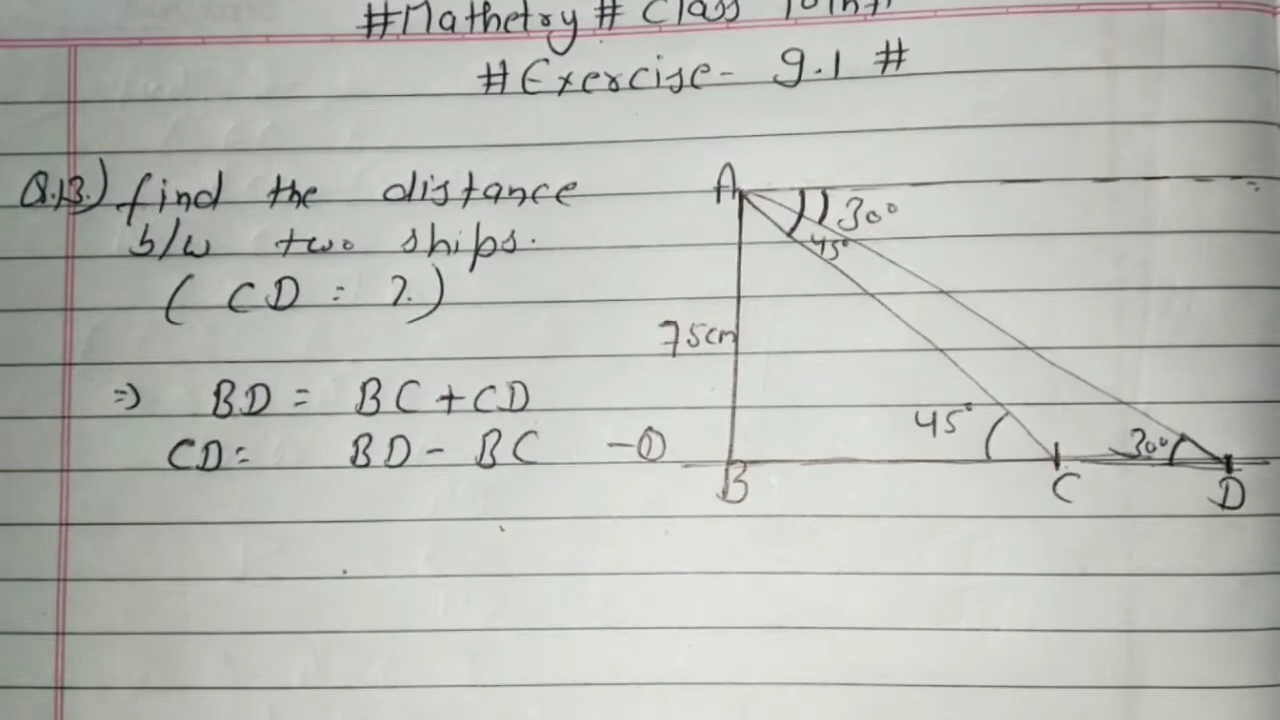 #Mathetry # Class 10th#
#Exercise- 9.1 #
Q.13.) find the distance
b/w two ships.
( CD = ?.)
⇒ BD = BC + CD
CD = BD - BC -①
A
30°
45°
75cm
45°
30°
B
C
D